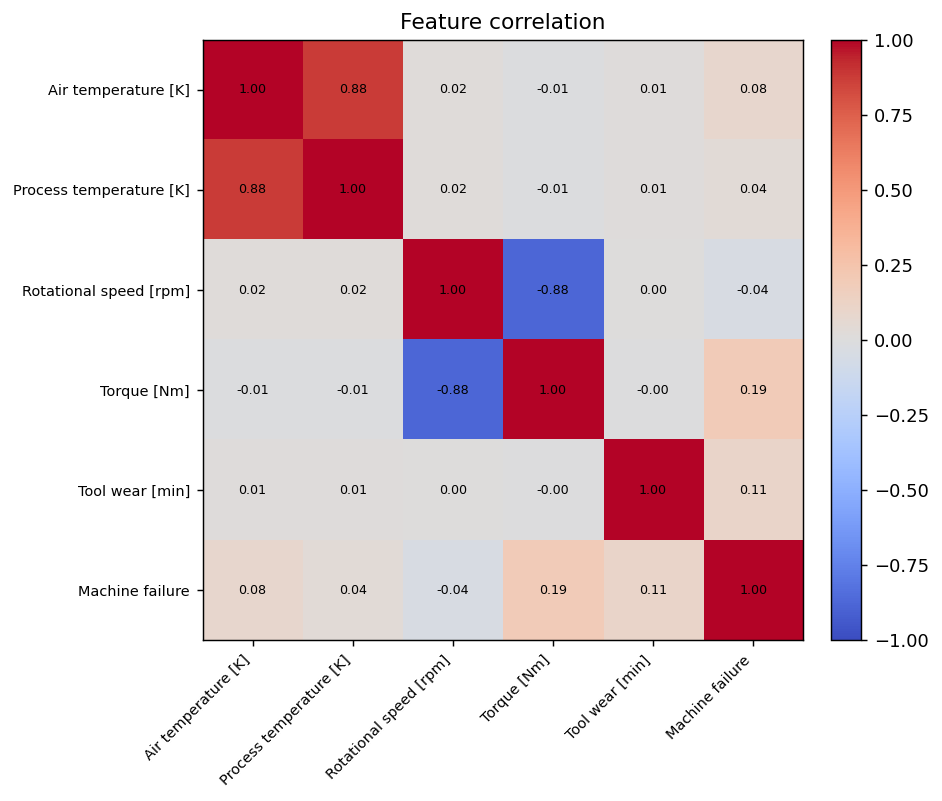 Feature correlation
Air temperature [K] 1.00 0.88 0.02 -0.01 0.01 0.08
Process temperature [K] 0.88 1.00 0.02 -0.01 0.01 0.04
Rotational speed [rpm] 0.02 0.02 1.00 -0.88 0.00 -0.04
Torque [Nm] -0.01 -0.01 -0.88 1.00 -0.00 0.19
Tool wear [min] 0.01 0.01 0.00 -0.00 1.00 0.11
Machine failure 0.08 0.04 -0.04 0.19 0.11 1.00
Air temperature [K]
Process temperature [K]
Rotational speed [rpm]
Torque [Nm]
Tool wear [min]
Machine failure
1.00
0.75
0.50
0.25
0.00
−0.25
−0.50
−0.75
−1.00